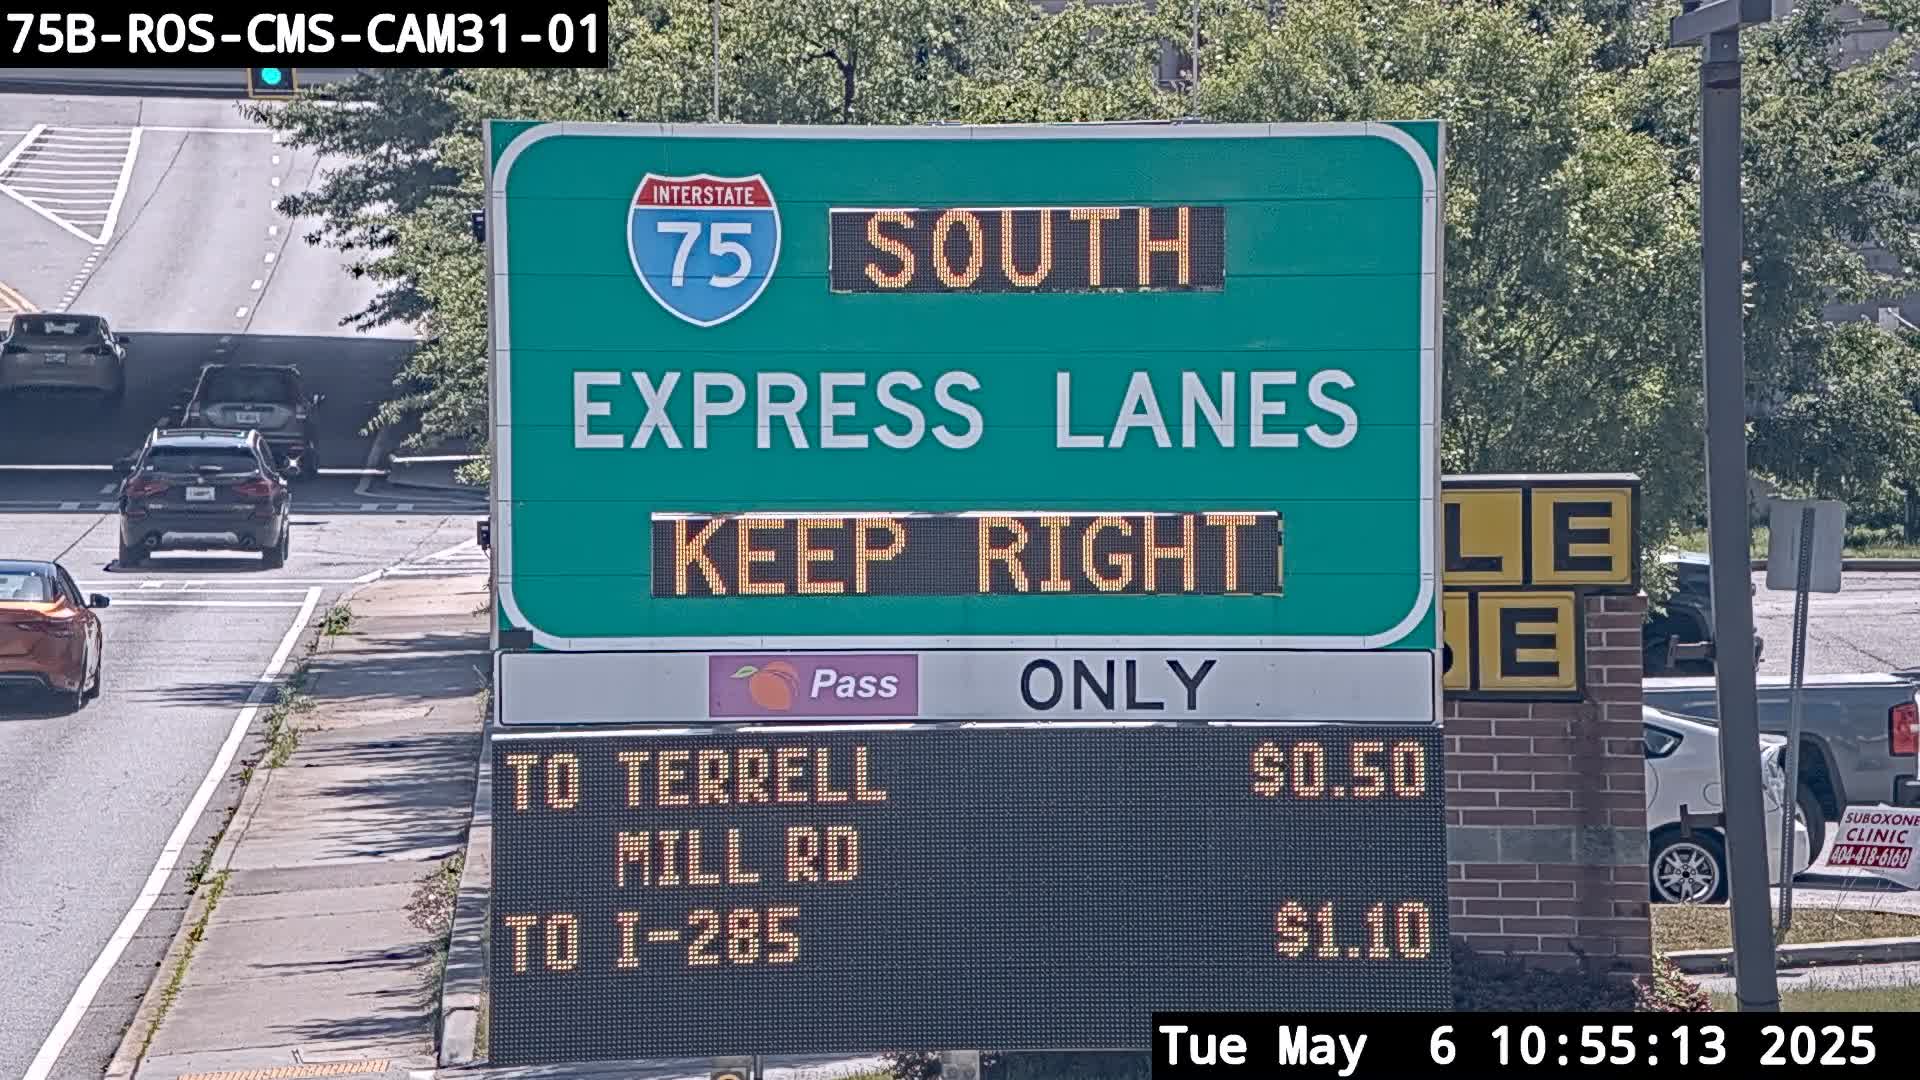 75B-ROS-CMS-CAM31-01
INTERSTATE
75
SOUTH
EXPRESS LANES
KEEP RIGHT
LE
E
Pass ONLY
TO TERRELL $0.50
MILL RD
TO I-285 $1.10
SUBOXONE
CLINIC
404-418-6160
Tue May 6 10:55:13 2025